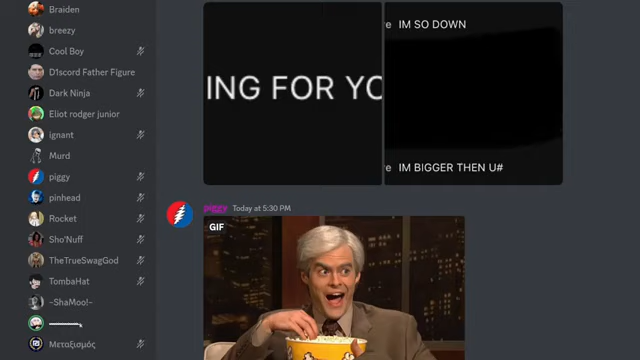 Braiden
breezy
Cool Boy
D1scord Father Figure
Dark Ninja
Eliot rodger junior
ignant
Murd
piggy
pinhead
Rocket
Sho'Nuff
TheTrueSwagGod
TombaHat
~ShaMoo!~
Μεταξισμός
ING FOR YO
e IM SO DOWN
e IM BIGGER THEN U#
PIGGY Today at 5:30 PM
GIF